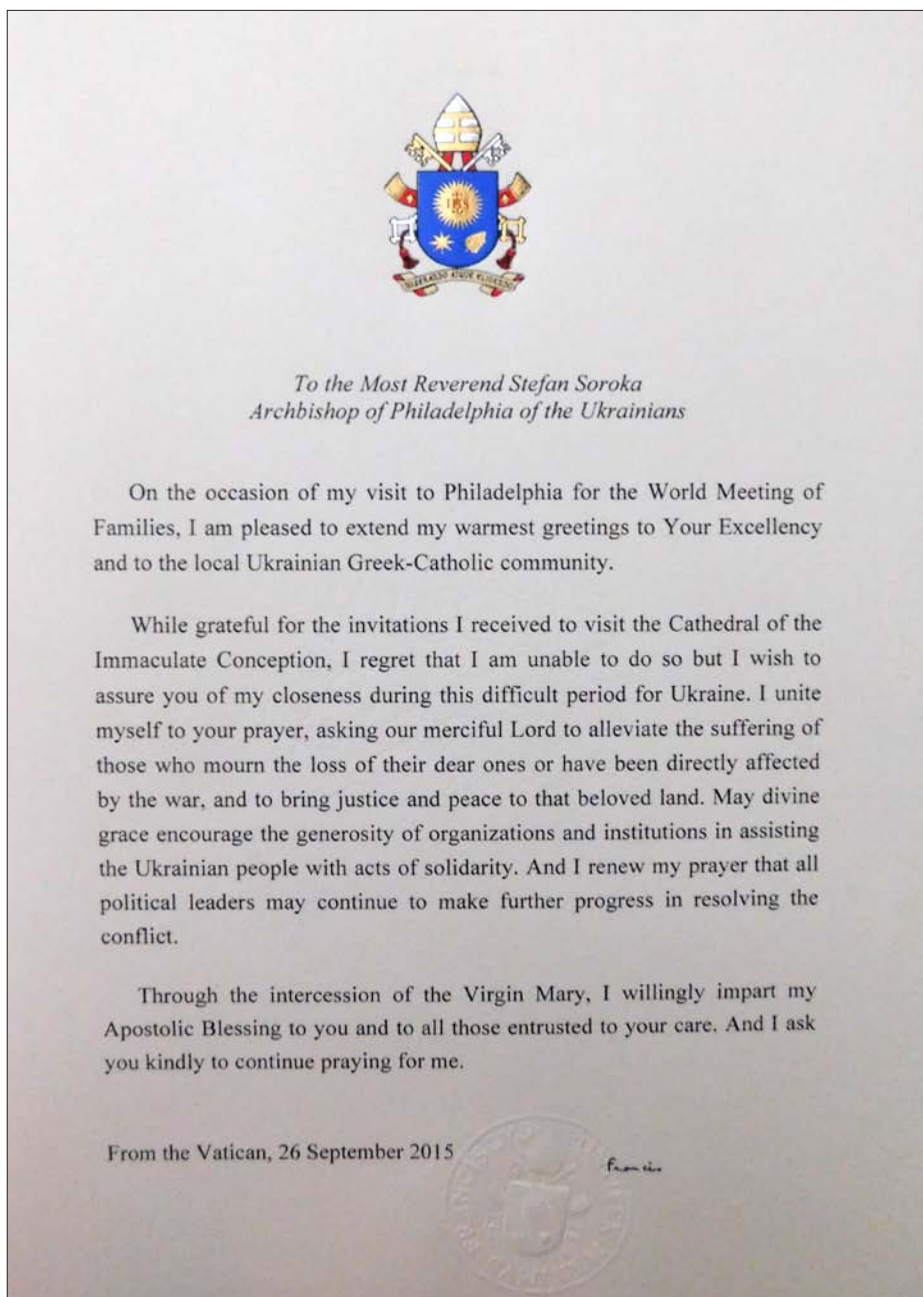 IHS
To the Most Reverend Stefan Soroka
Archbishop of Philadelphia of the Ukrainians
On the occasion of my visit to Philadelphia for the World Meeting of
Families, I am pleased to extend my warmest greetings to Your Excellency
and to the local Ukrainian Greek-Catholic community.
While grateful for the invitations I received to visit the Cathedral of the
Immaculate Conception, I regret that I am unable to do so but I wish to
assure you of my closeness during this difficult period for Ukraine. I unite
myself to your prayer, asking our merciful Lord to alleviate the suffering of
those who mourn the loss of their dear ones or have been directly affected
by the war, and to bring justice and peace to that beloved land. May divine
grace encourage the generosity of organizations and institutions in assisting
the Ukrainian people with acts of solidarity. And I renew my prayer that all
political leaders may continue to make further progress in resolving the
conflict.
Through the intercession of the Virgin Mary, I willingly impart my
Apostolic Blessing to you and to all those entrusted to your care. And I ask
you kindly to continue praying for me.
From the Vatican, 26 September 2015
Francis